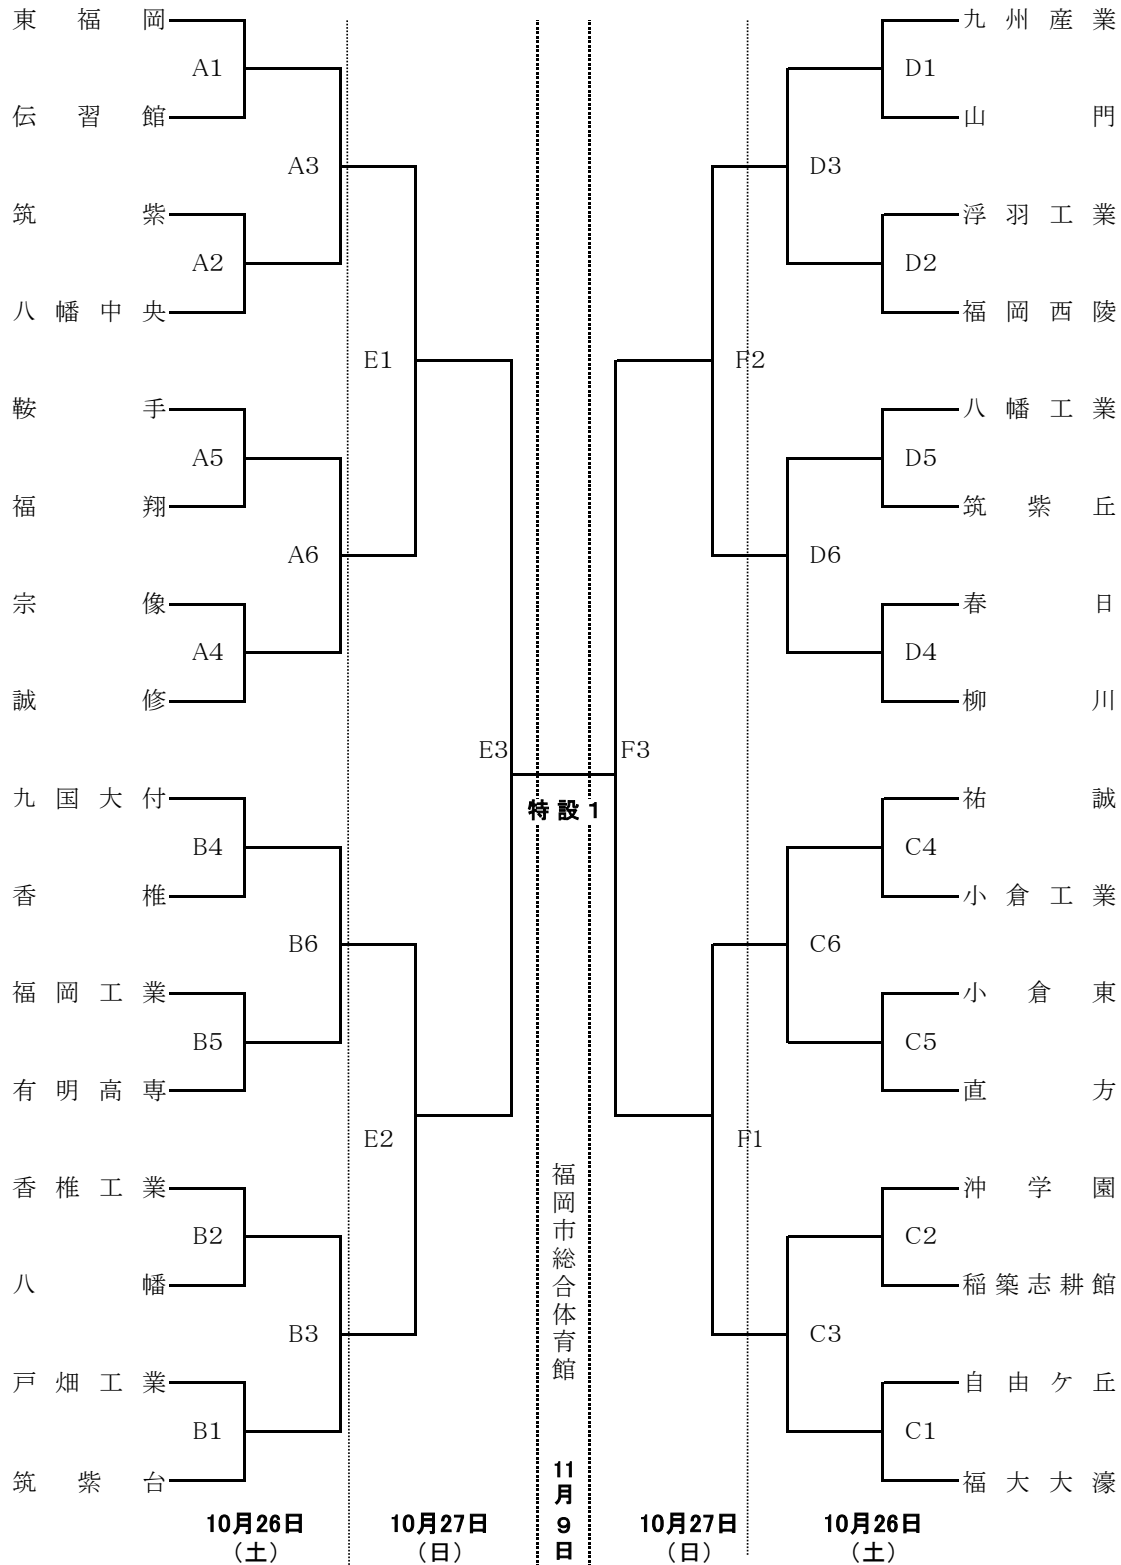 東福岡
A1
伝習館
A3
筑紫
A2
八幡中央
E1
鞍手
A5
福翔
A6
宗像
A4
誠修
E3
九国大付
B4
香椎
B6
福岡工業
B5
有明高専
E2
香椎工業
B2
八幡
B3
戸畑工業
B1
筑紫台
特設1
福岡市総合体育館
11月9日
九州産業
D1
山門
D3
浮羽工業
D2
福岡西陵
F2
八幡工業
D5
筑紫丘
D6
春日
D4
柳川
F3
祐誠
C4
小倉工業
C6
小倉東
C5
直方
F1
沖学園
C2
稲築志耕館
C3
自由ケ丘
C1
福大大濠
10月26日 10月27日 10月27日 10月26日
（土） （日） （日） （土）